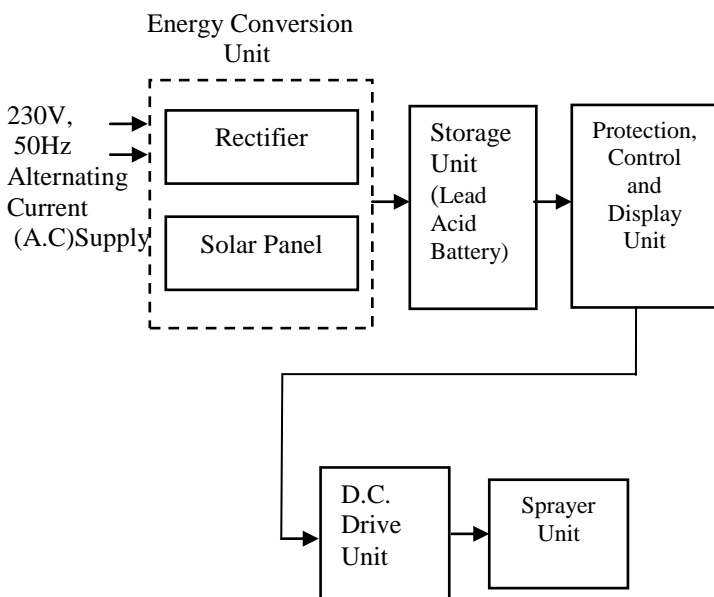 Energy Conversion
Unit
230V,
50Hz
Alternating
Current
(A.C)Supply
Rectifier
Solar Panel
Storage
Unit
(Lead
Acid
Battery)
Protection,
Control
and
Display
Unit
D.C.
Drive
Unit
Sprayer
Unit